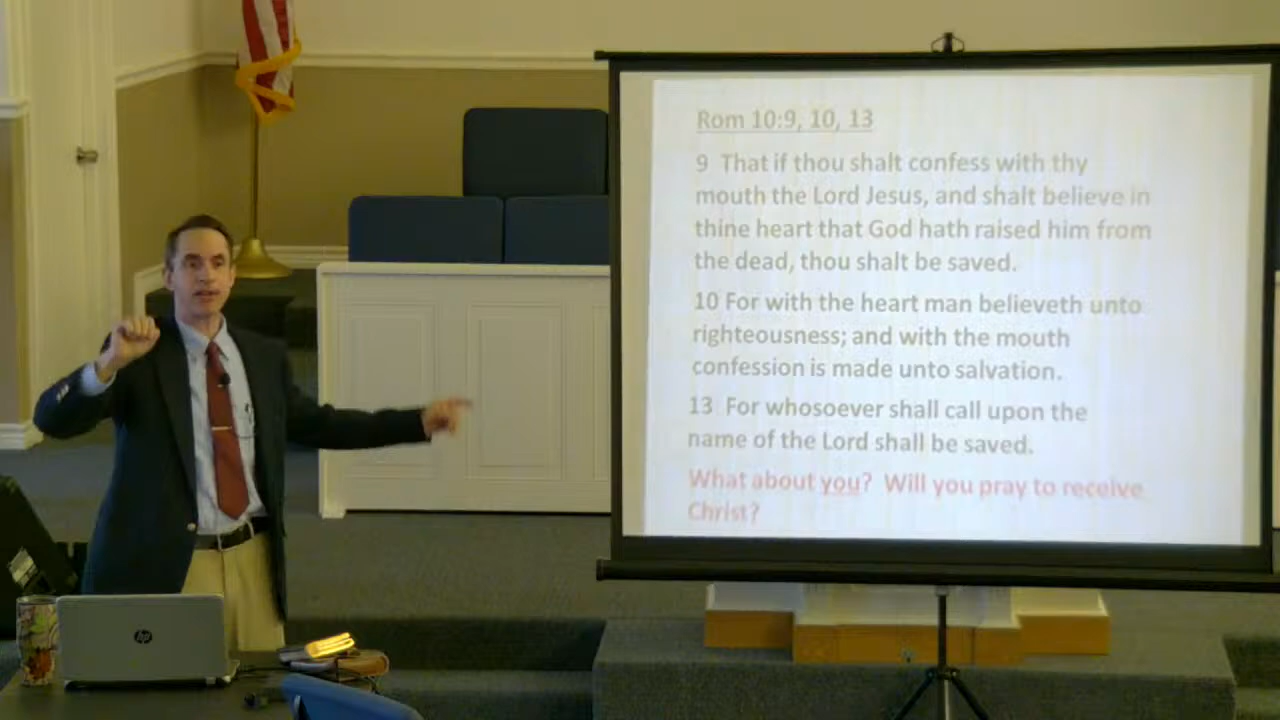 Rom 10:9, 10, 13
9 That if thou shalt confess with thy
mouth the Lord Jesus, and shalt believe in
thine heart that God hath raised him from
the dead, thou shalt be saved.
10 For with the heart man believeth unto
righteousness; and with the mouth
confession is made unto salvation.
13 For whosoever shall call upon the
name of the Lord shall be saved.
What about you? Will you pray to receive
Christ?
hp